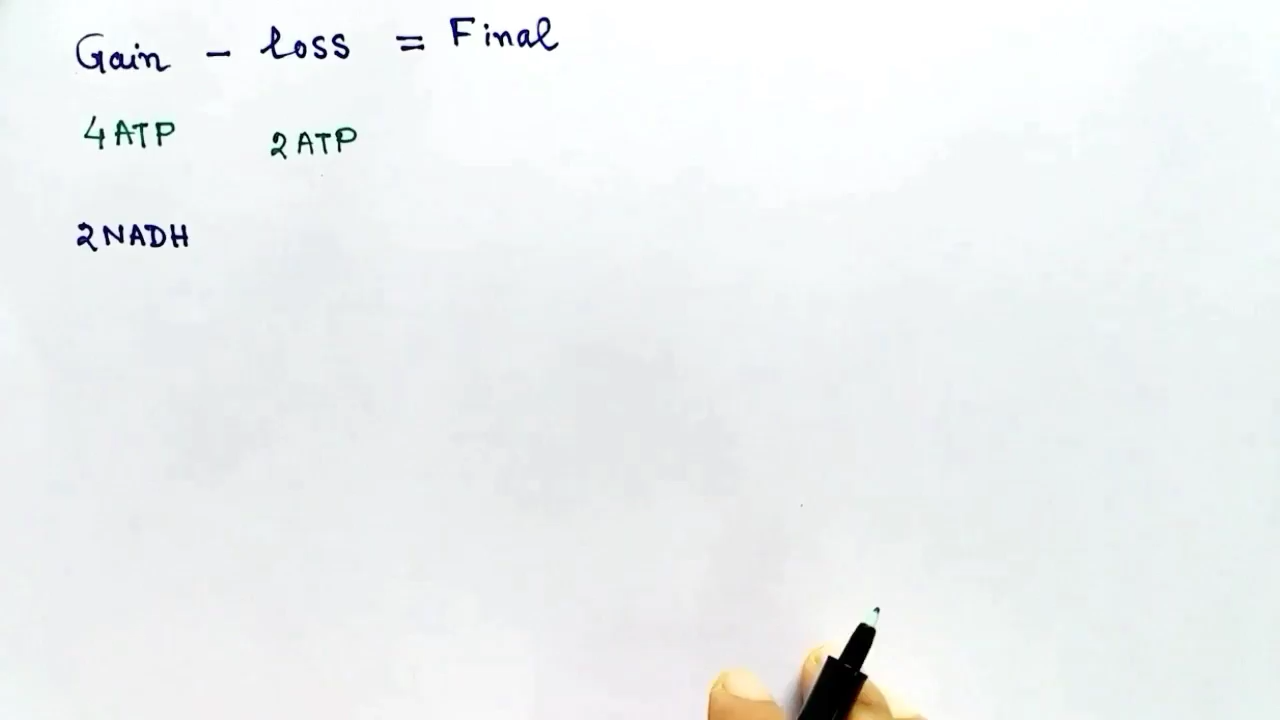 Gain - loss = Final
4ATP 2ATP
2NADH